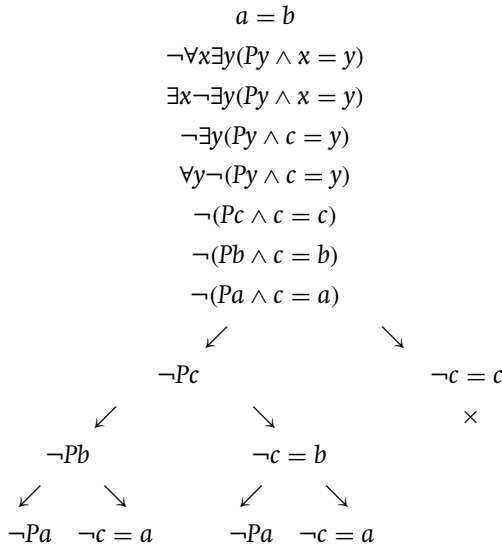 a = b
¬∀x∃y(Py ∧ x = y)
∃x¬∃y(Py ∧ x = y)
¬∃y(Py ∧ c = y)
∀y¬(Py ∧ c = y)
¬(Pc ∧ c = c)
¬(Pb ∧ c = b)
¬(Pa ∧ c = a)
↙ ↘
¬Pc ¬c = c
↙ ↘ ×
¬Pb ¬c = b
↙ ↘ ↙ ↘
¬Pa ¬c = a ¬Pa ¬c = a